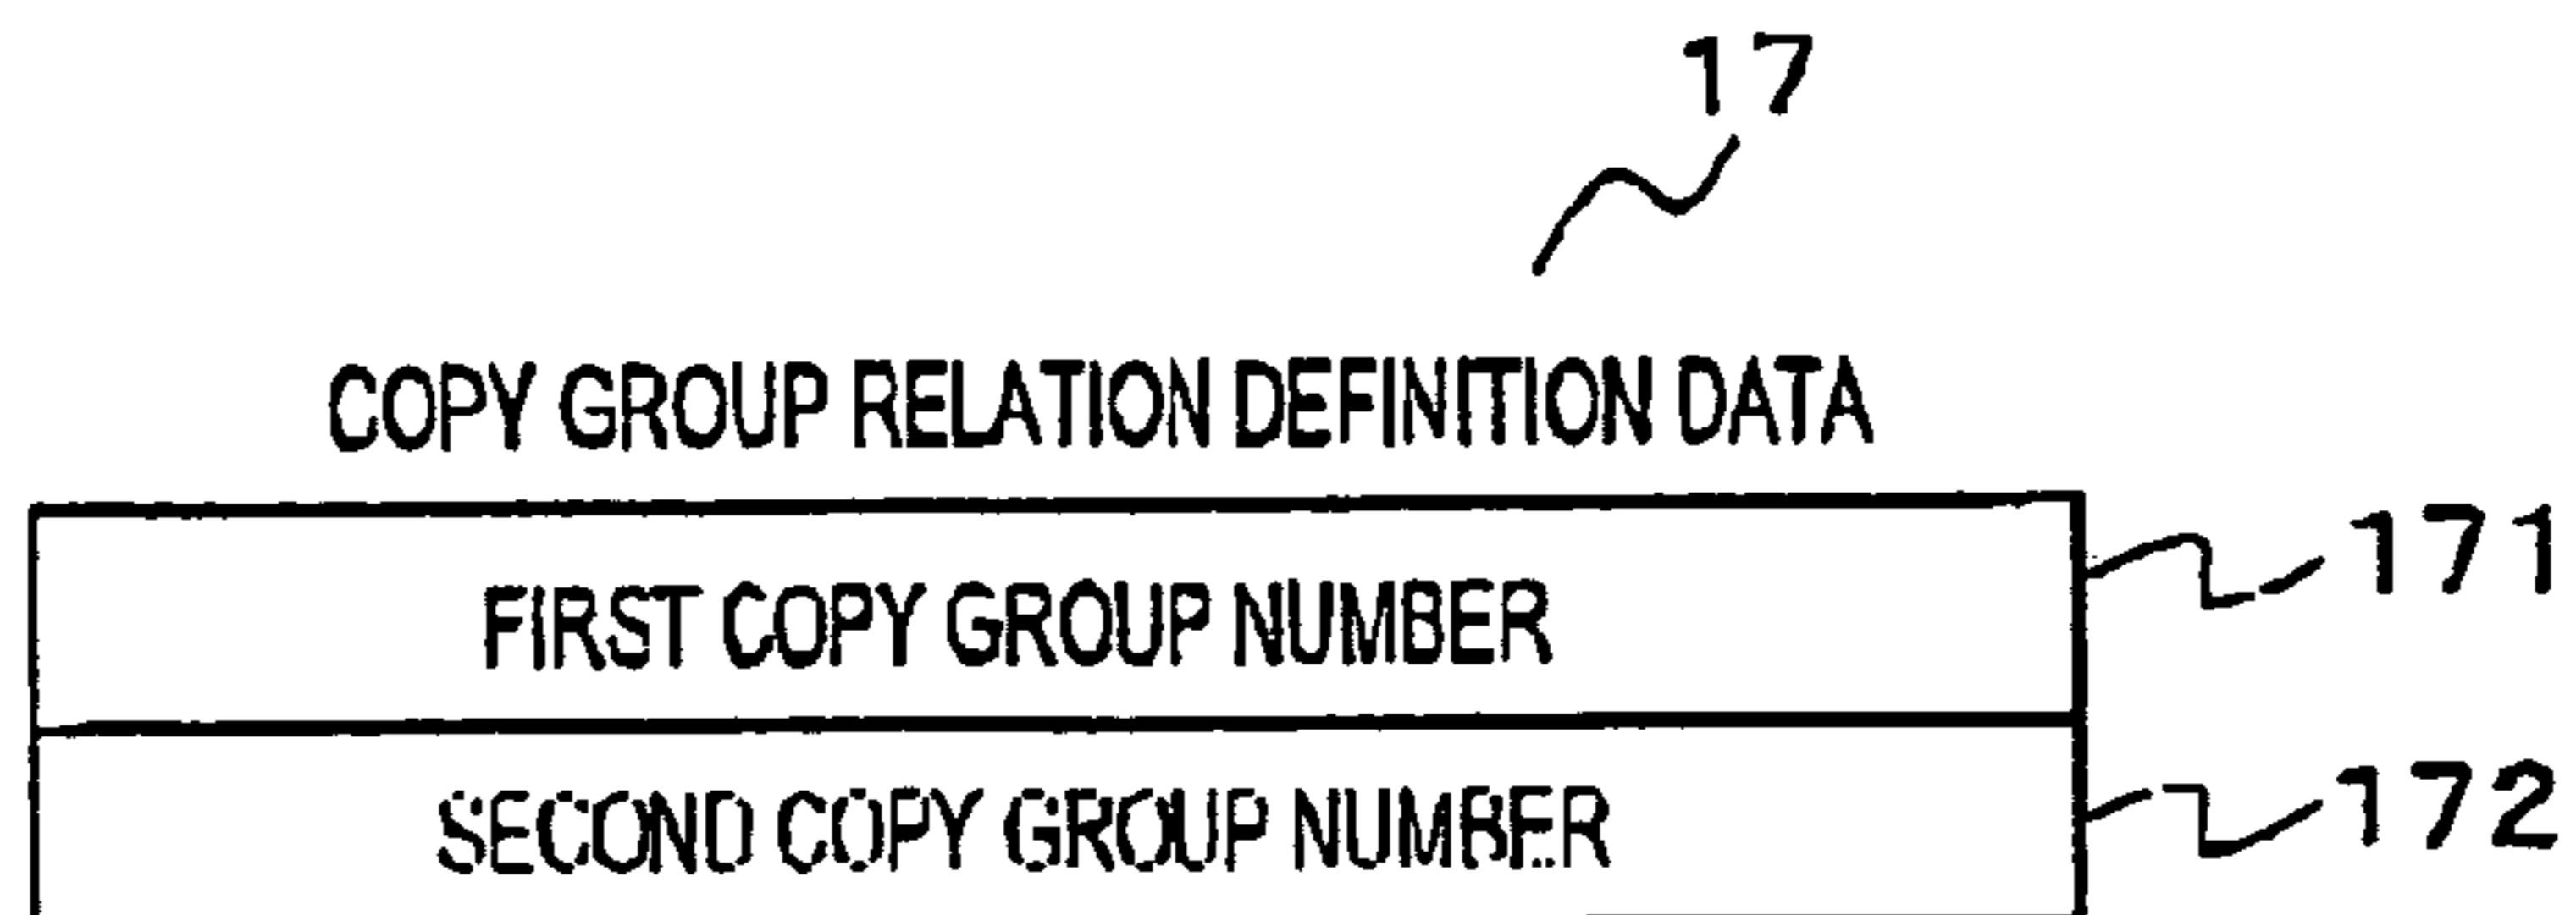 17
COPY GROUP RELATION DEFINITION DATA
FIRST COPY GROUP NUMBER
171
SECOND COPY GROUP NUMBER
172